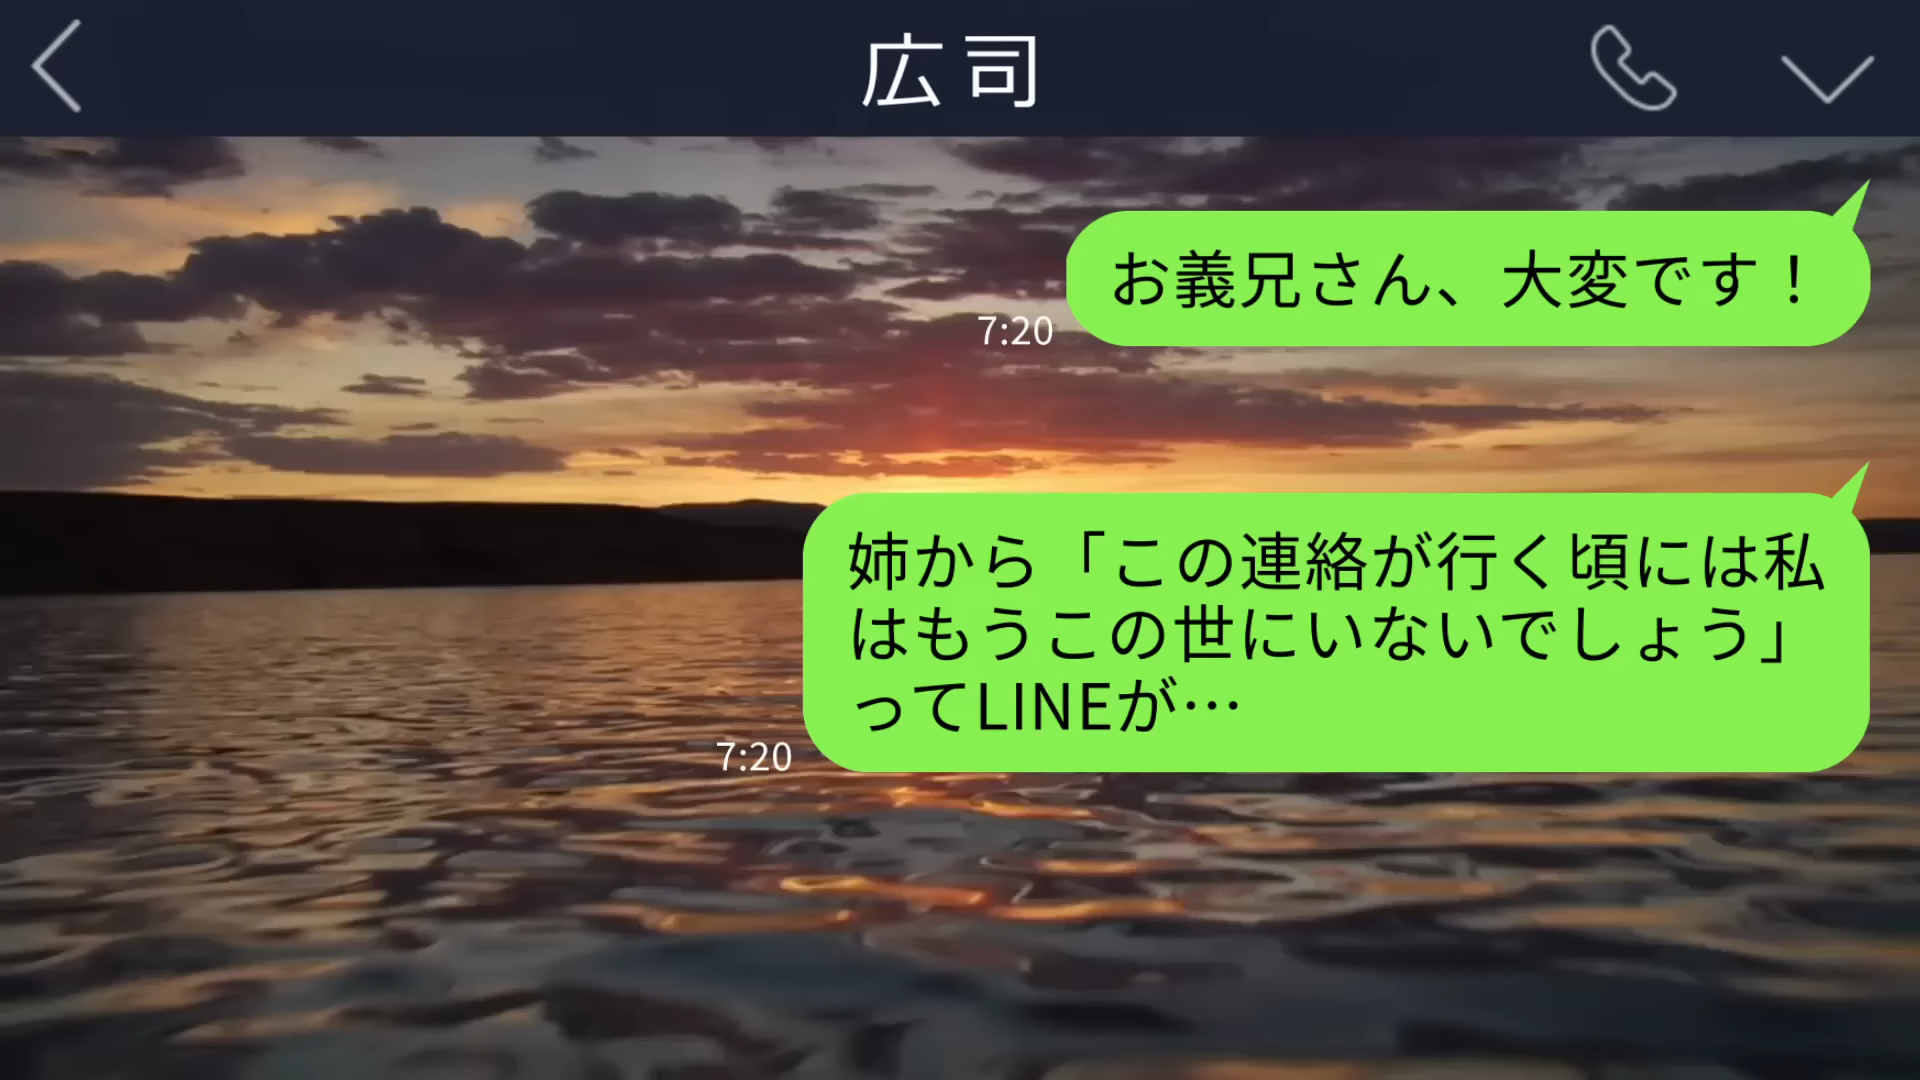 広司
お義兄さん、大変です！
7:20
姉から「この連絡が行く頃には私
はもうこの世にいないでしょう」
ってLINEが…
7:20